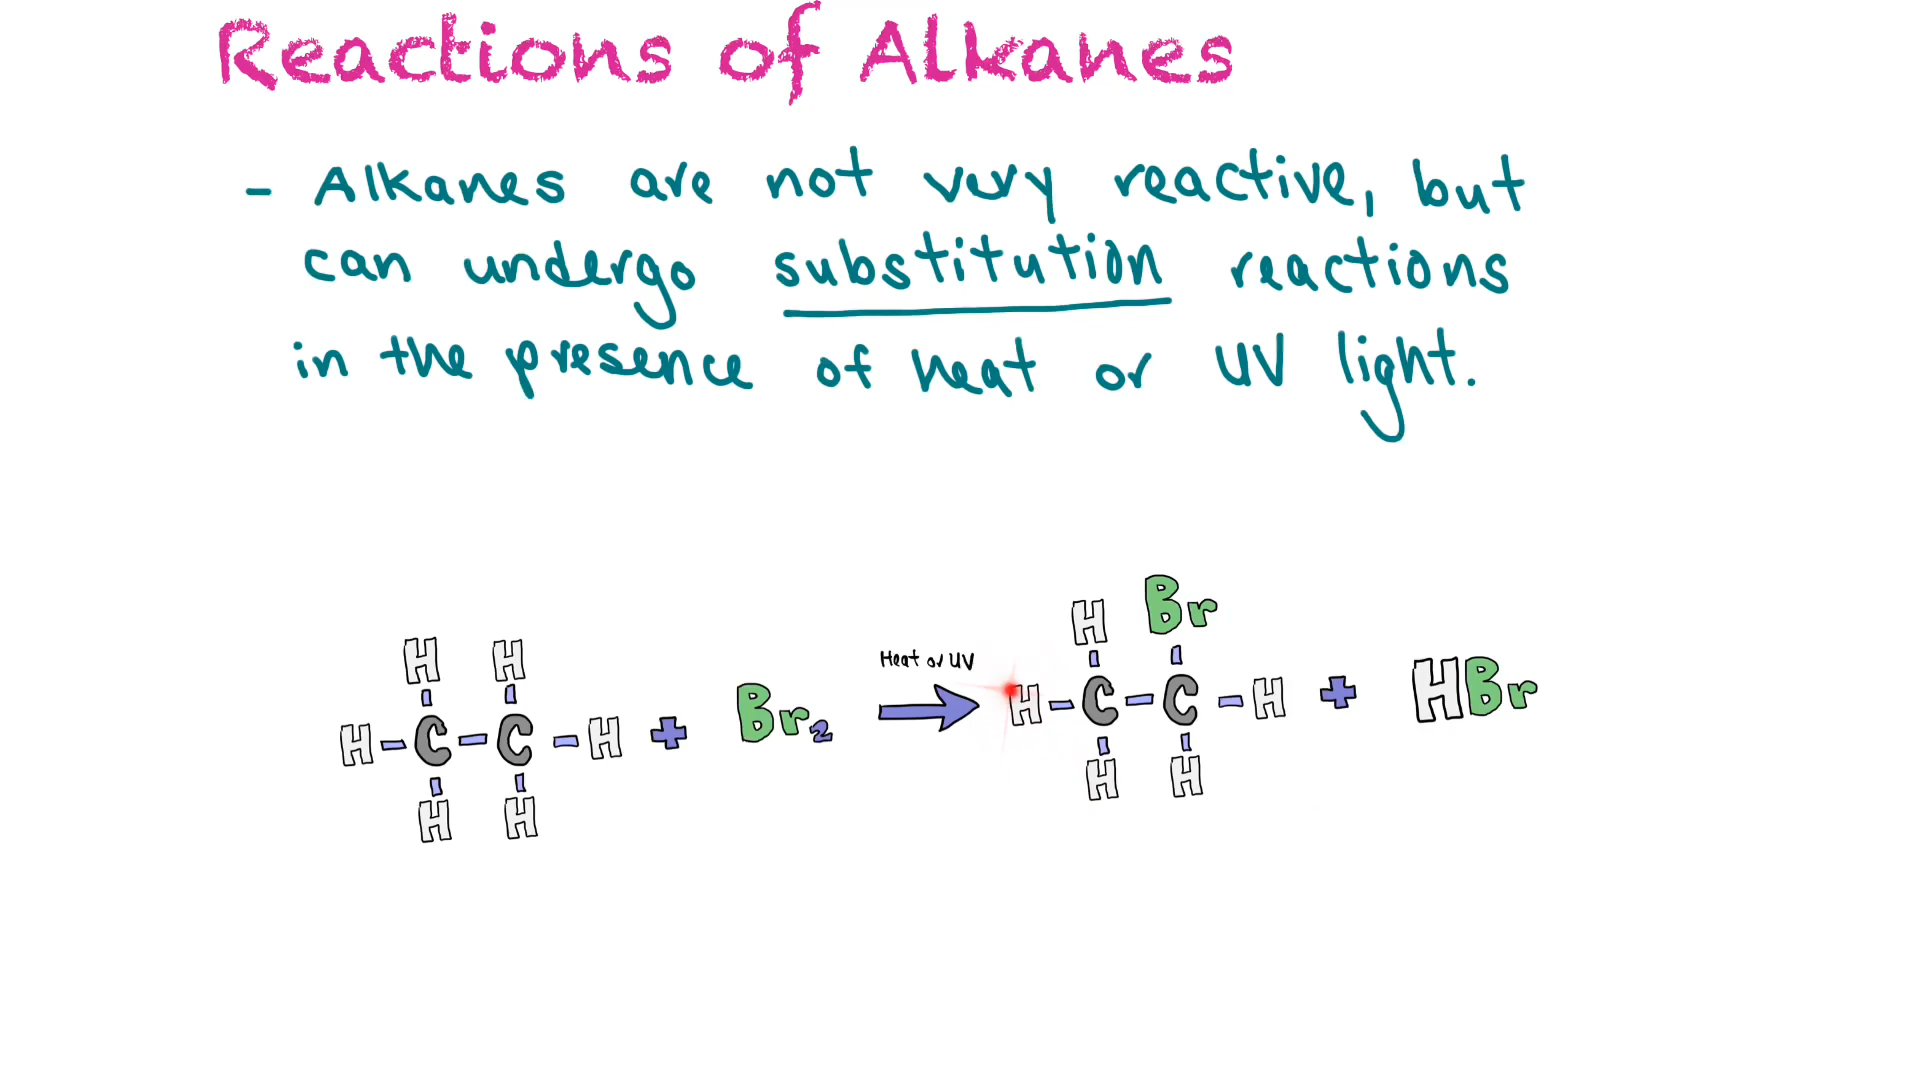 Reactions of Alkanes
- Alkanes are not very reactive, but
can undergo substitution reactions
in the presence of heat or UV light.
H H H Br
Heat or UV
H-C-C-H + Br2 → H-C-C-H + HBr
H H H H